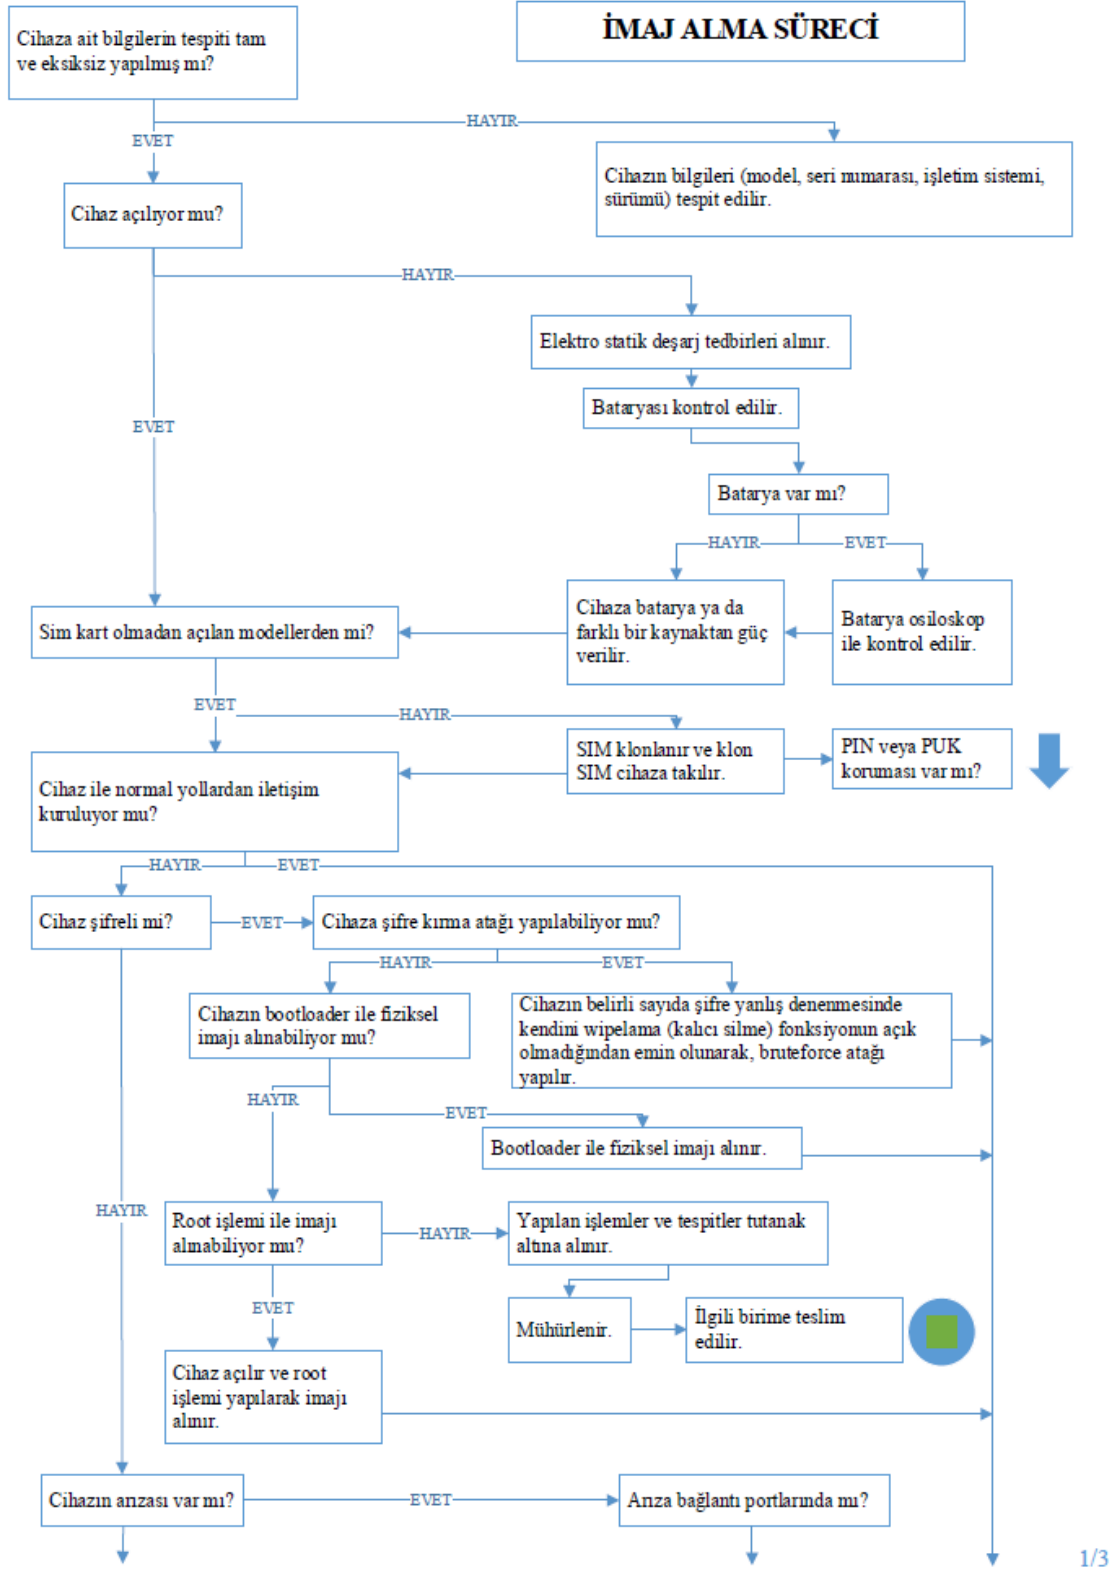 İMAJ ALMA SÜRECİ
Cihaza ait bilgilerin tespiti tam
ve eksiksiz yapılmış mı?
HAYIR
EVET
Cihazın bilgileri (model, seri numarası, işletim sistemi,
sürümü) tespit edilir.
Cihaz açılıyor mu?
HAYIR
Elektro statik deşarj tedbirleri alınır.
Bataryası kontrol edilir.
EVET
Batarya var mı?
HAYIR
EVET
Cihaza batarya ya da
farklı bir kaynaktan güç
verilir.
Batarya osiloskop
ile kontrol edilir.
Sim kart olmadan açılan modellerden mi?
EVET
HAYIR
SIM klonlanır ve klon
SIM cihaza takılır.
PIN veya PUK
koruması var mı?
Cihaz ile normal yollardan iletişim
kuruluyor mu?
HAYIR
EVET
Cihaz şifreli mi?
EVET
Cihaza şifre kırma atağı yapılabiliyor mu?
HAYIR
EVET
Cihazın bootloader ile fiziksel
imajı alınabiliyor mu?
Cihazın belirli sayıda şifre yanlış denenmesinde
kendini wipelama (kalıcı silme) fonksiyonun açık
olmadığından emin olunarak, bruteforce atağı
yapılır.
HAYIR
EVET
Bootloader ile fiziksel imajı alınır.
HAYIR
Root işlemi ile imajı
alınabiliyor mu?
HAYIR
Yapılan işlemler ve tespitler tutanak
altına alınır.
EVET
Mühürlenir.
İlgili birime teslim
edilir.
Cihaz açılır ve root
işlemi yapılarak imajı
alınır.
Cihazın arızası var mı?
EVET
Arıza bağlantı portlarında mı?
1/3